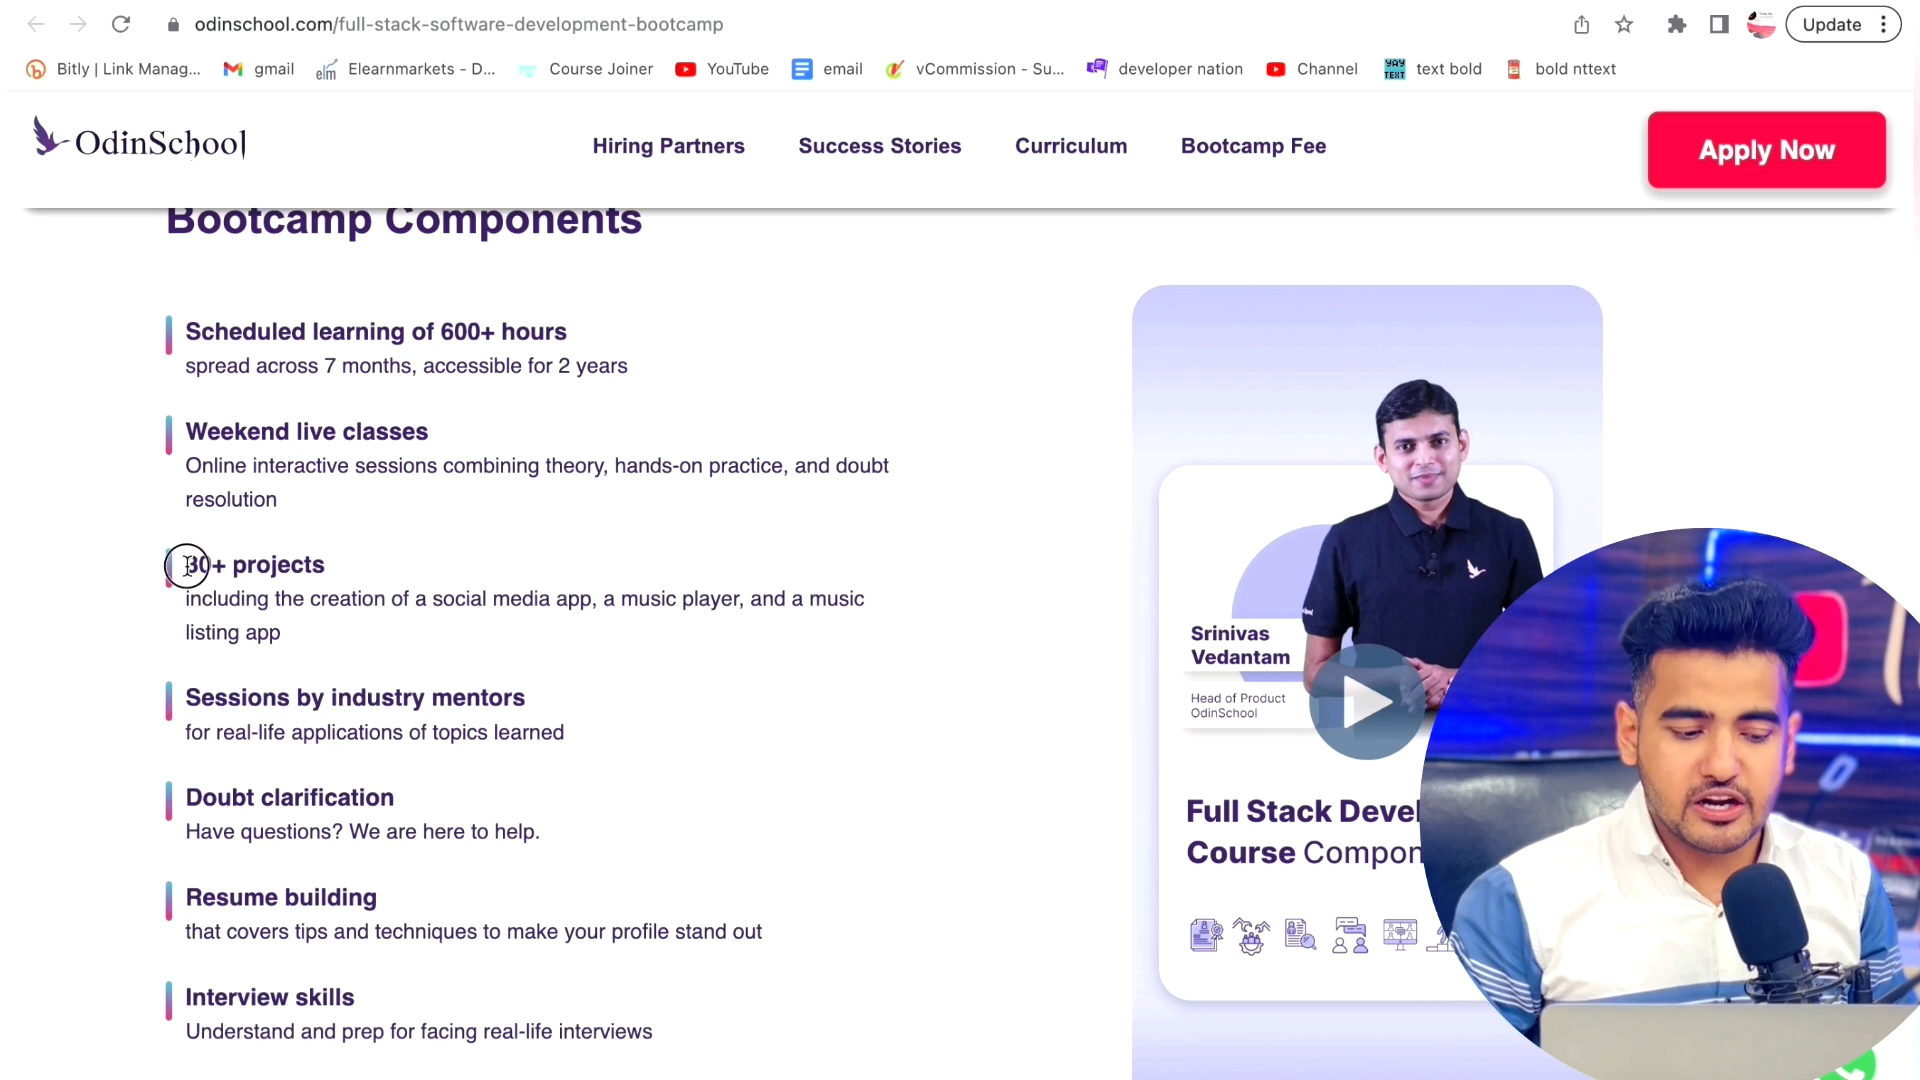 odinschool.com/full-stack-software-development-bootcamp
Update
Bitly | Link Manag...
gmail
Elearnmarkets - D...
Course Joiner
YouTube
email
vCommission - Su...
developer nation
Channel
YAY TEXT
text bold
bold nttext
OdinSchool
Hiring Partners
Success Stories
Curriculum
Bootcamp Fee
Apply Now
Bootcamp Components
Scheduled learning of 600+ hours
spread across 7 months, accessible for 2 years
Weekend live classes
Online interactive sessions combining theory, hands-on practice, and doubt
resolution
30+ projects
including the creation of a social media app, a music player, and a music
listing app
Sessions by industry mentors
for real-life applications of topics learned
Doubt clarification
Have questions? We are here to help.
Resume building
that covers tips and techniques to make your profile stand out
Interview skills
Understand and prep for facing real-life interviews
Srinivas
Vedantam
Head of Product
OdinSchool
Full Stack Devel
Course Compon